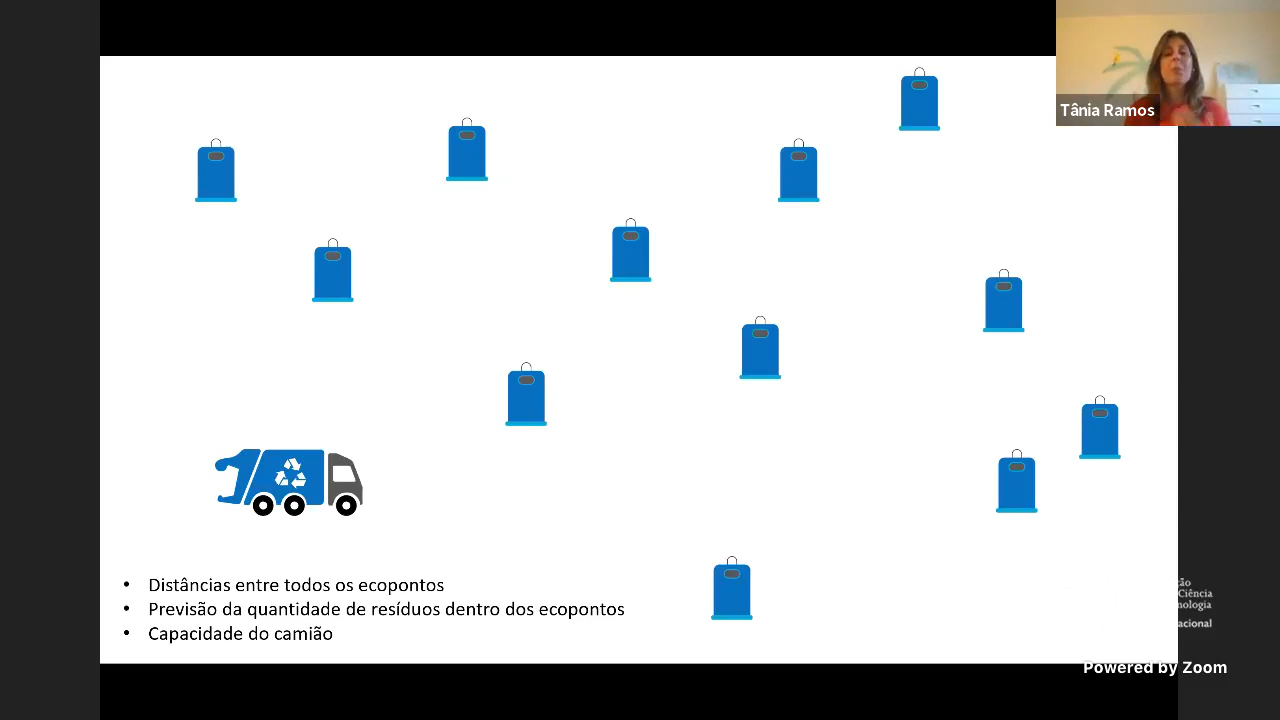 Tânia Ramos
• Distâncias entre todos os ecopontos
• Previsão da quantidade de resíduos dentro dos ecopontos
• Capacidade do camião
Powered by Zoom